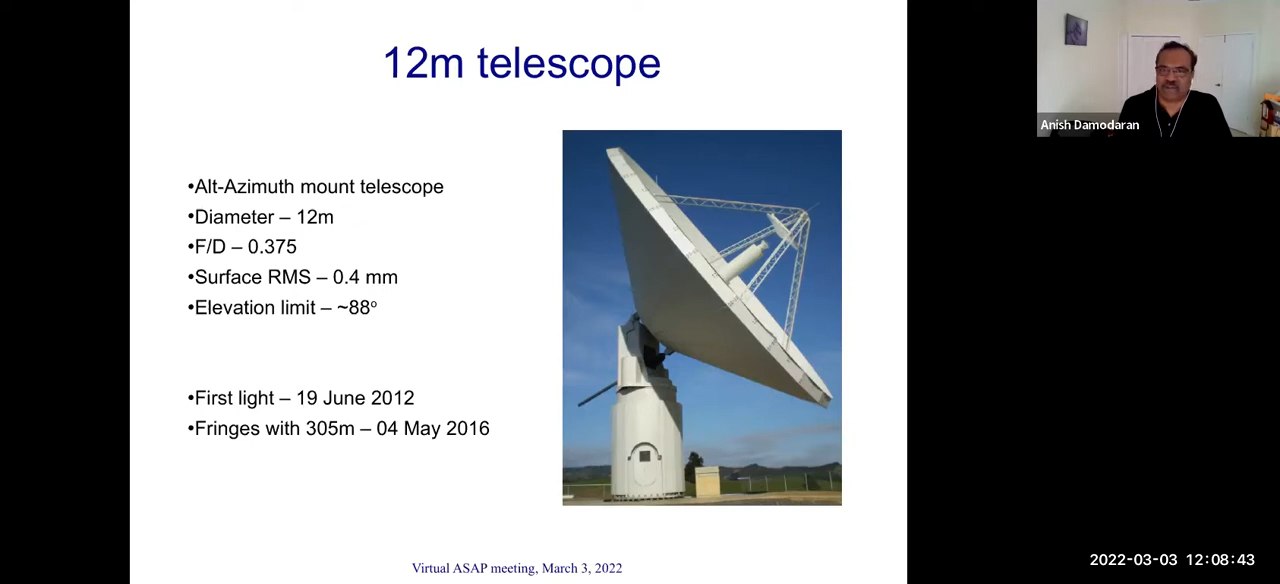 12m telescope
•Alt-Azimuth mount telescope
•Diameter – 12m
•F/D – 0.375
•Surface RMS – 0.4 mm
•Elevation limit – ~88º
•First light – 19 June 2012
•Fringes with 305m – 04 May 2016
Virtual ASAP meeting, March 3, 2022
Anish Damodaran
2022-03-03 12:08:43